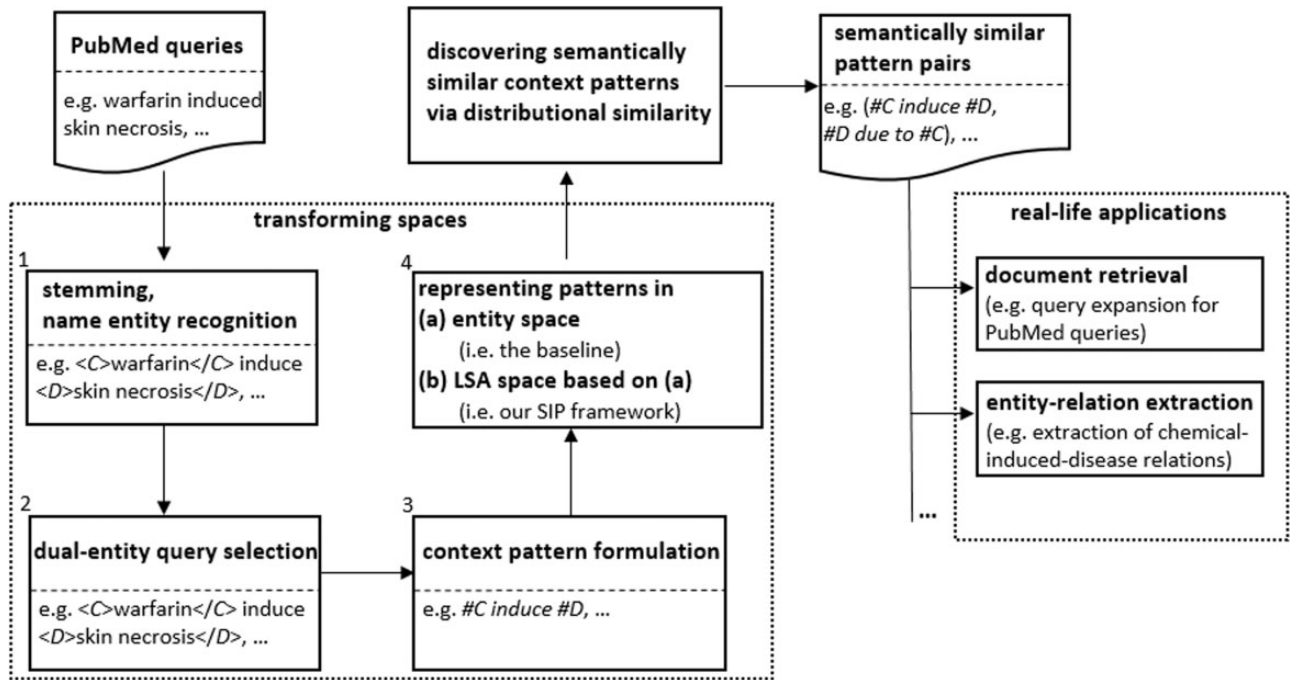 PubMed queries
e.g. warfarin induced
skin necrosis, ...
discovering semantically
similar context patterns
via distributional similarity
semantically similar
pattern pairs
e.g. (#C induce #D,
#D due to #C), ...
transforming spaces
1
stemming,
name entity recognition
e.g. <C>warfarin</C> induce
<D>skin necrosis</D>, ...
2
dual-entity query selection
e.g. <C>warfarin</C> induce
<D>skin necrosis</D>, ...
3
context pattern formulation
e.g. #C induce #D, ...
4
representing patterns in
(a) entity space
(i.e. the baseline)
(b) LSA space based on (a)
(i.e. our SIP framework)
real-life applications
document retrieval
(e.g. query expansion for
PubMed queries)
entity-relation extraction
(e.g. extraction of chemical-
induced-disease relations)
...